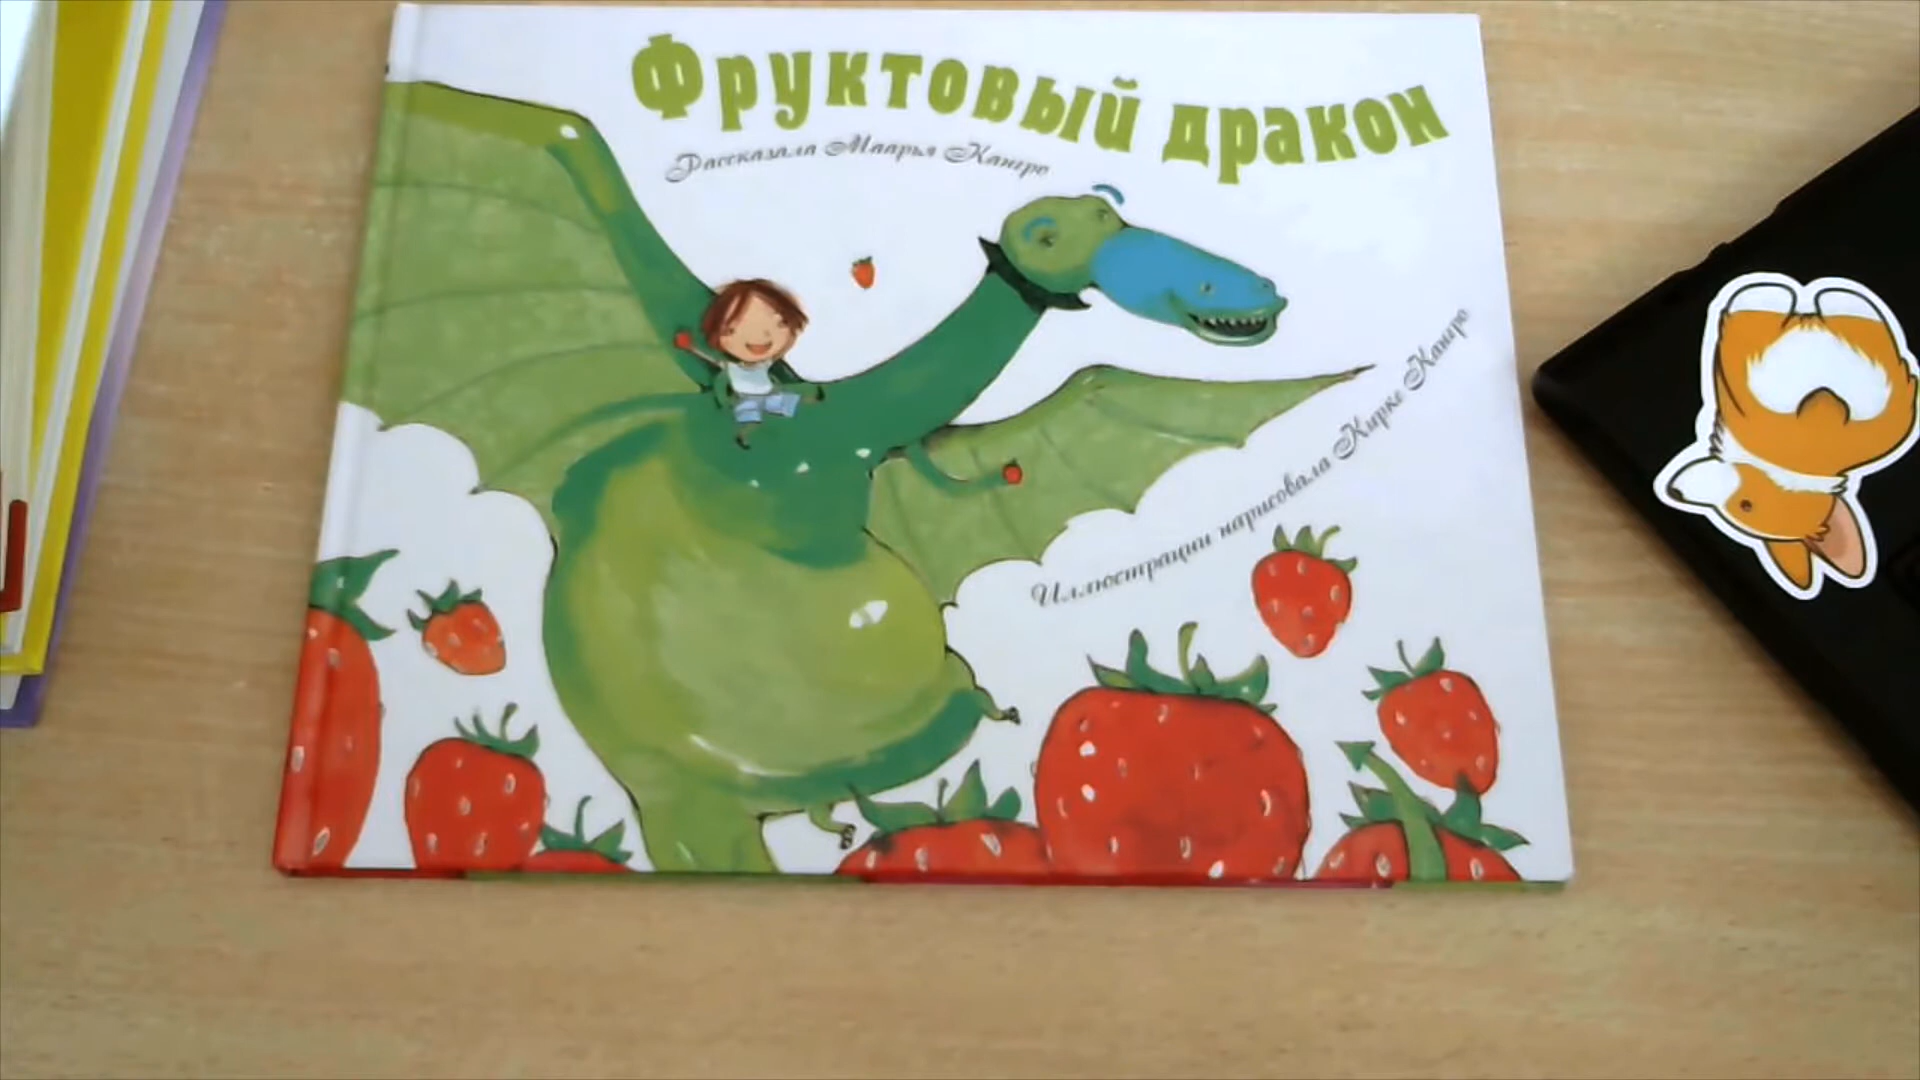 Фруктовый дракон
Рассказала Маарья Кангро
Иллюстрации нарисовала Кирке Кангро